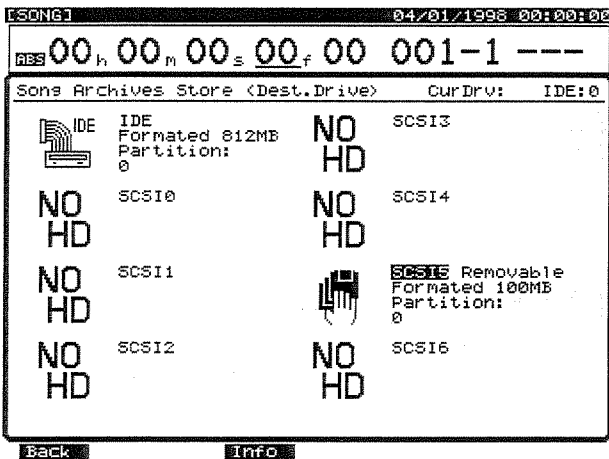 [SONG] 04/01/1998 00:00:00
ABS 00h 00m 00s 00f 00 001-1 ---
Song Archives Store <Dest.Drive> CurDrv: IDE:0
IDE
IDE
Formated 812MB
Partition:
0
NO HD
SCSI3
NO HD
SCSI0
NO HD
SCSI4
NO HD
SCSI1
SCSI5 Removable
Formated 100MB
Partition:
0
NO HD
SCSI2
NO HD
SCSI6
Back Info